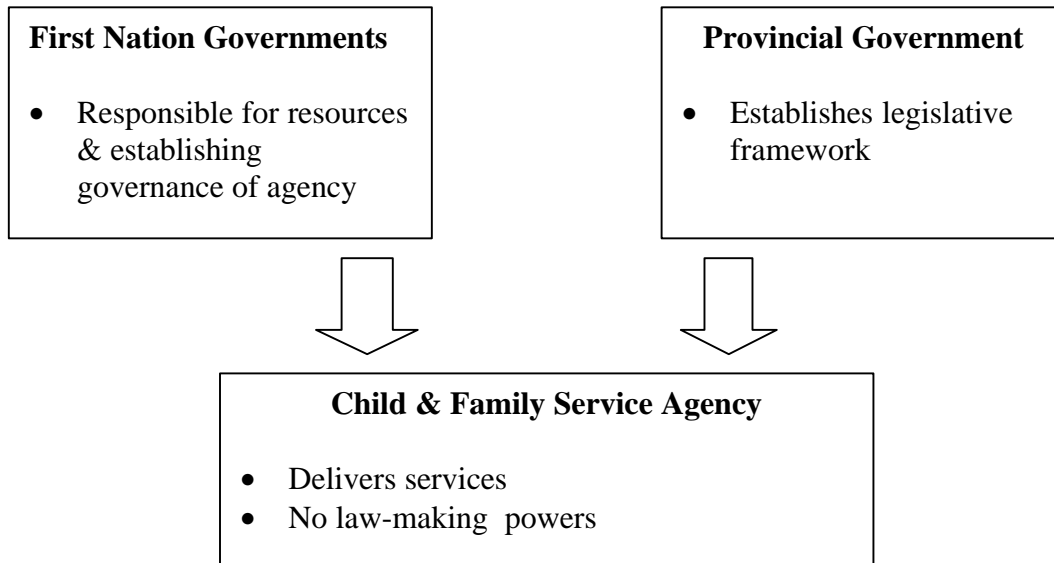 First Nation Governments
• Responsible for resources
& establishing
governance of agency
Provincial Government
• Establishes legislative
framework
Child & Family Service Agency
• Delivers services
• No law-making powers